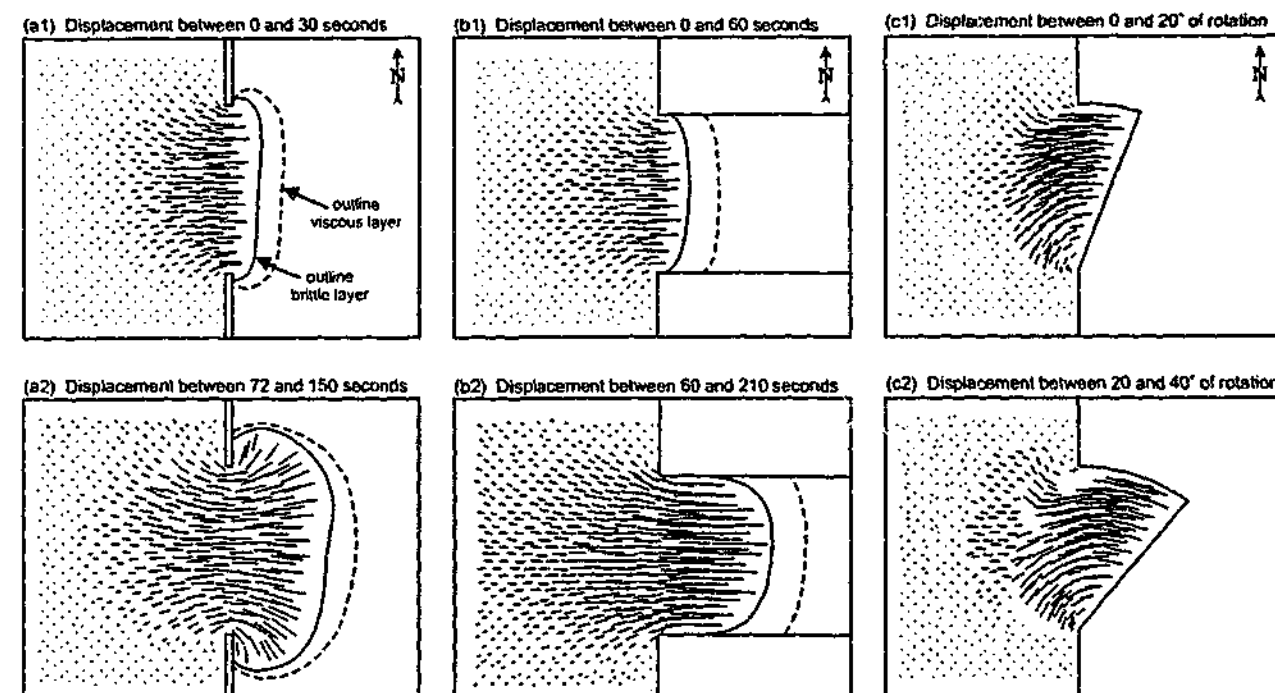 (a1) Displacement between 0 and 30 seconds
N
outline
viscous layer
outline
brittle layer
(b1) Displacement between 0 and 60 seconds
N
(c1) Displacement between 0 and 20° of rotation
N
(a2) Displacement between 72 and 150 seconds
(b2) Displacement between 60 and 210 seconds
(c2) Displacement between 20 and 40° of rotation